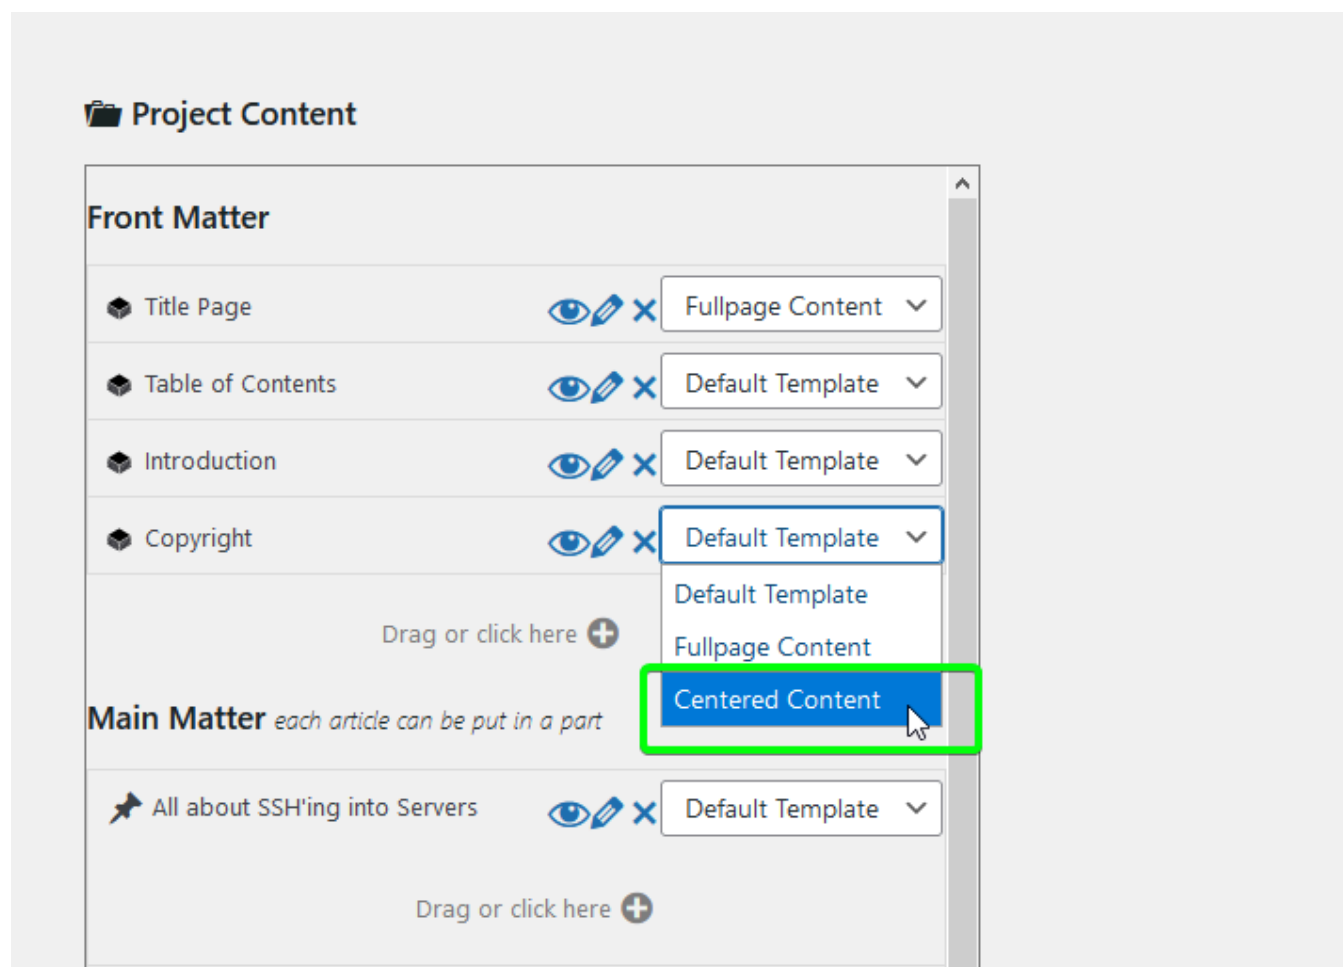 Project Content
Front Matter
Title Page Fullpage Content
Table of Contents Default Template
Introduction Default Template
Copyright Default Template
Default Template
Drag or click here
Fullpage Content
Centered Content
Main Matter each article can be put in a part
All about SSH'ing into Servers Default Template
Drag or click here